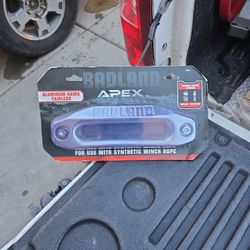 BADLAND
APEX
ALUMINUM HAWSE
FAIRLEAD
BADLAND
FOR USE WITH SYNTHETIC WINCH ROPE